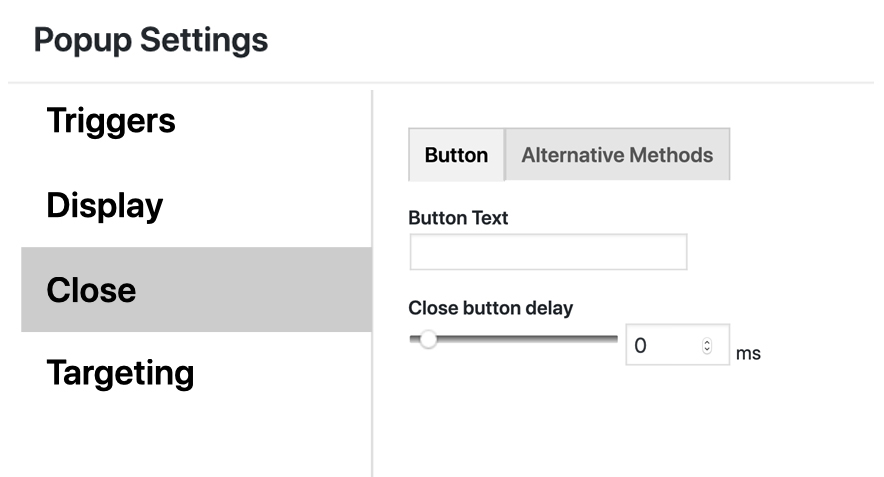 Popup Settings
Triggers
Display
Close
Targeting
Button Alternative Methods
Button Text
Close button delay
0 ms